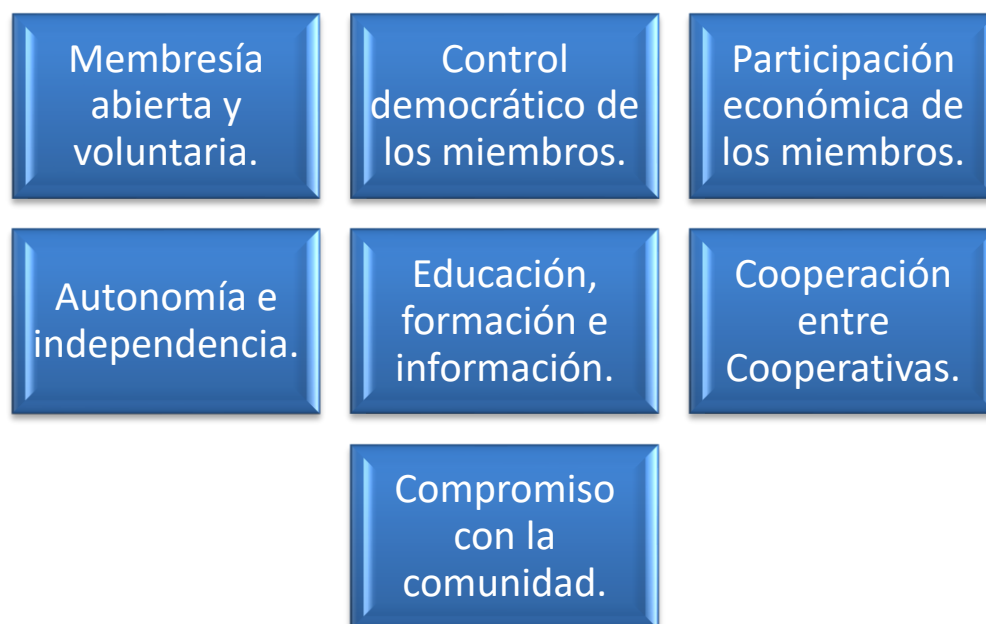 Membresía
abierta y
voluntaria.
Control
democrático de
los miembros.
Participación
económica de
los miembros.
Autonomía e
independencia.
Educación,
formación e
información.
Cooperación
entre
Cooperativas.
Compromiso
con la
comunidad.